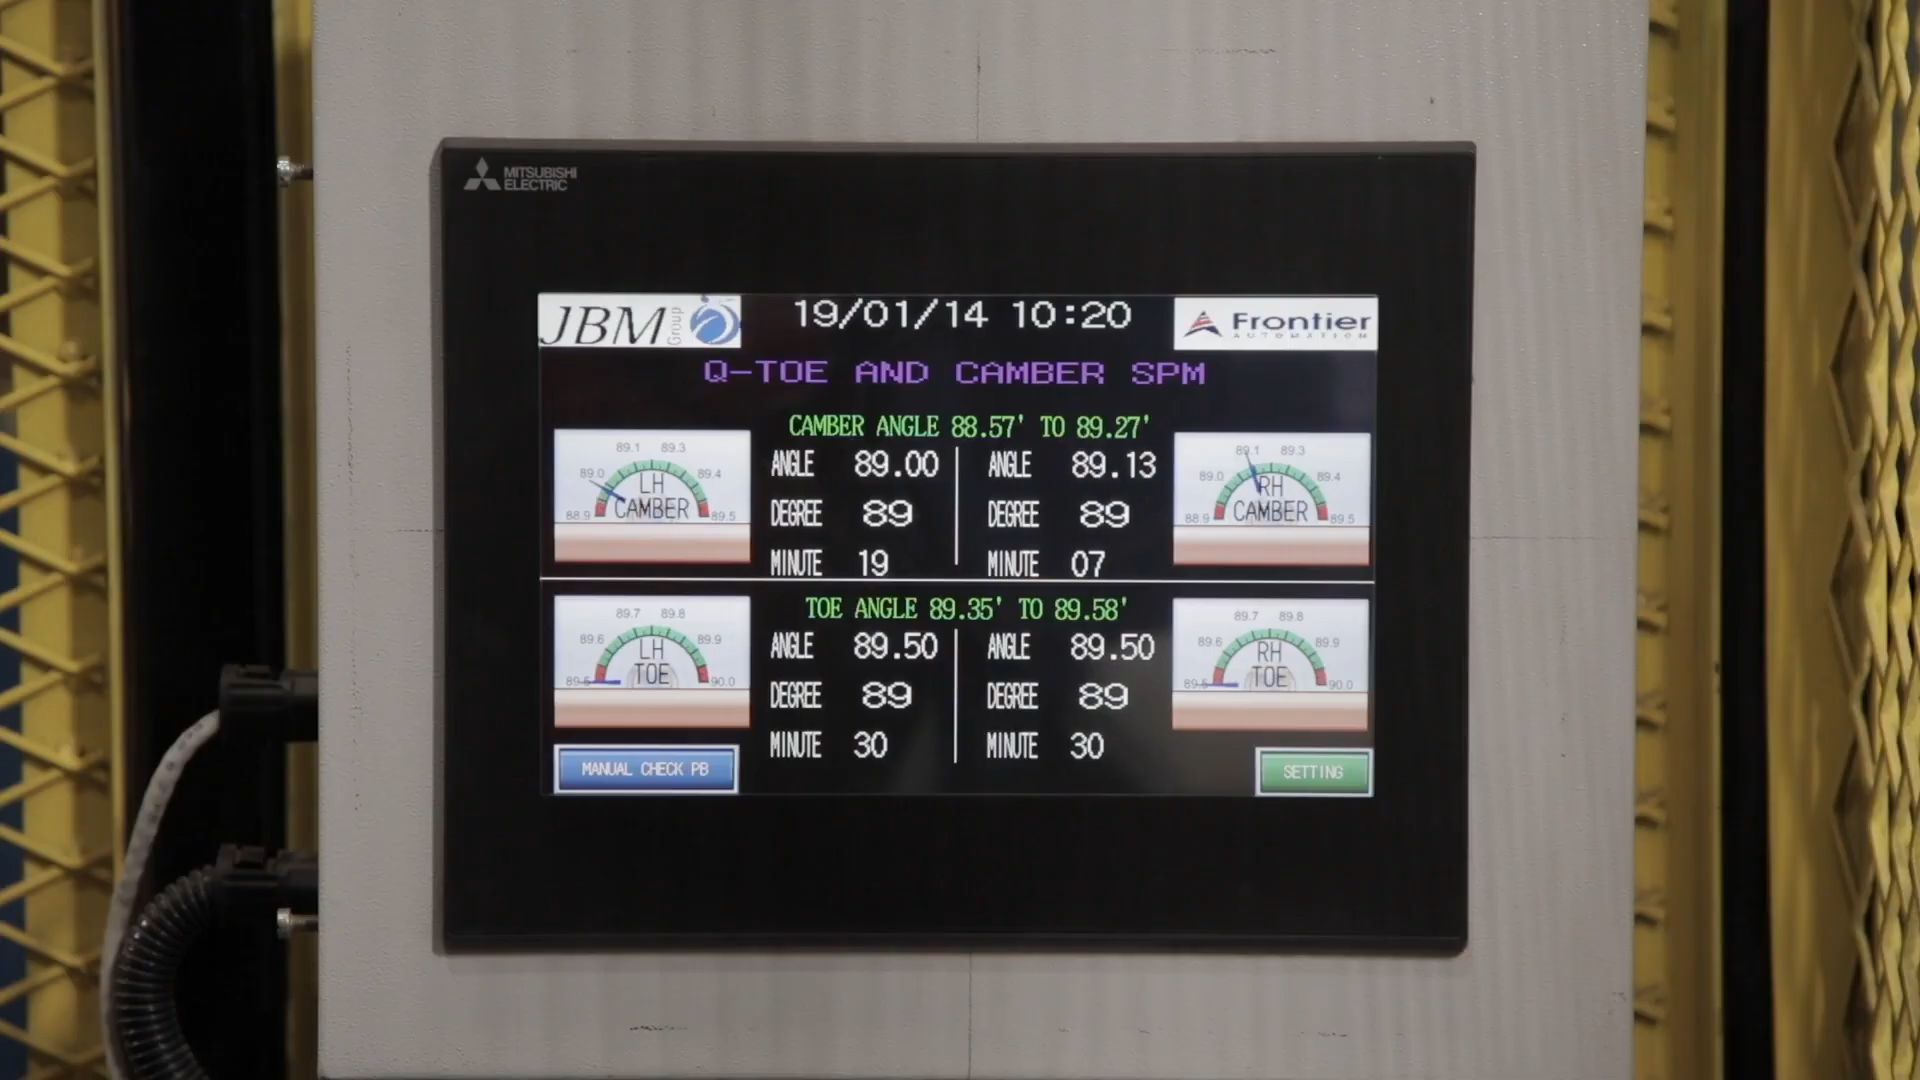 MITSUBISHI
ELECTRIC
JBM Group
19/01/14 10:20
Frontier
AUTOMATION
Q-TOE AND CAMBER SPM
CAMBER ANGLE 88.57' TO 89.27'
88.9 89.0 89.1 89.3 89.4 89.5
LH
CAMBER
ANGLE 89.00
DEGREE 89
MINUTE 19
ANGLE 89.13
DEGREE 89
MINUTE 07
88.9 89.0 89.1 89.3 89.4 89.5
RH
CAMBER
TOE ANGLE 89.35' TO 89.58'
89.5 89.6 89.7 89.8 89.9 90.0
LH
TOE
ANGLE 89.50
DEGREE 89
MINUTE 30
ANGLE 89.50
DEGREE 89
MINUTE 30
89.5 89.6 89.7 89.8 89.9 90.0
RH
TOE
MANUAL CHECK PB
SETTING